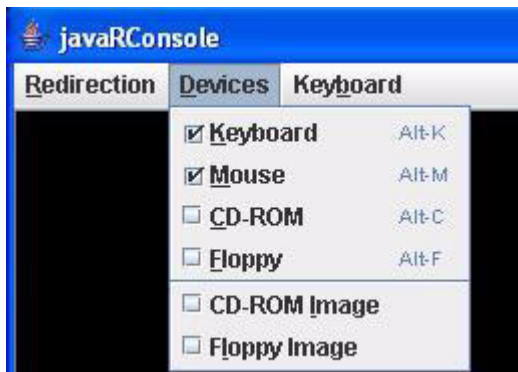 javaRConsole
Redirection Devices Keyboard
Keyboard Alt-K
Mouse Alt-M
CD-ROM Alt-C
Floppy Alt-F
CD-ROM Image
Floppy Image